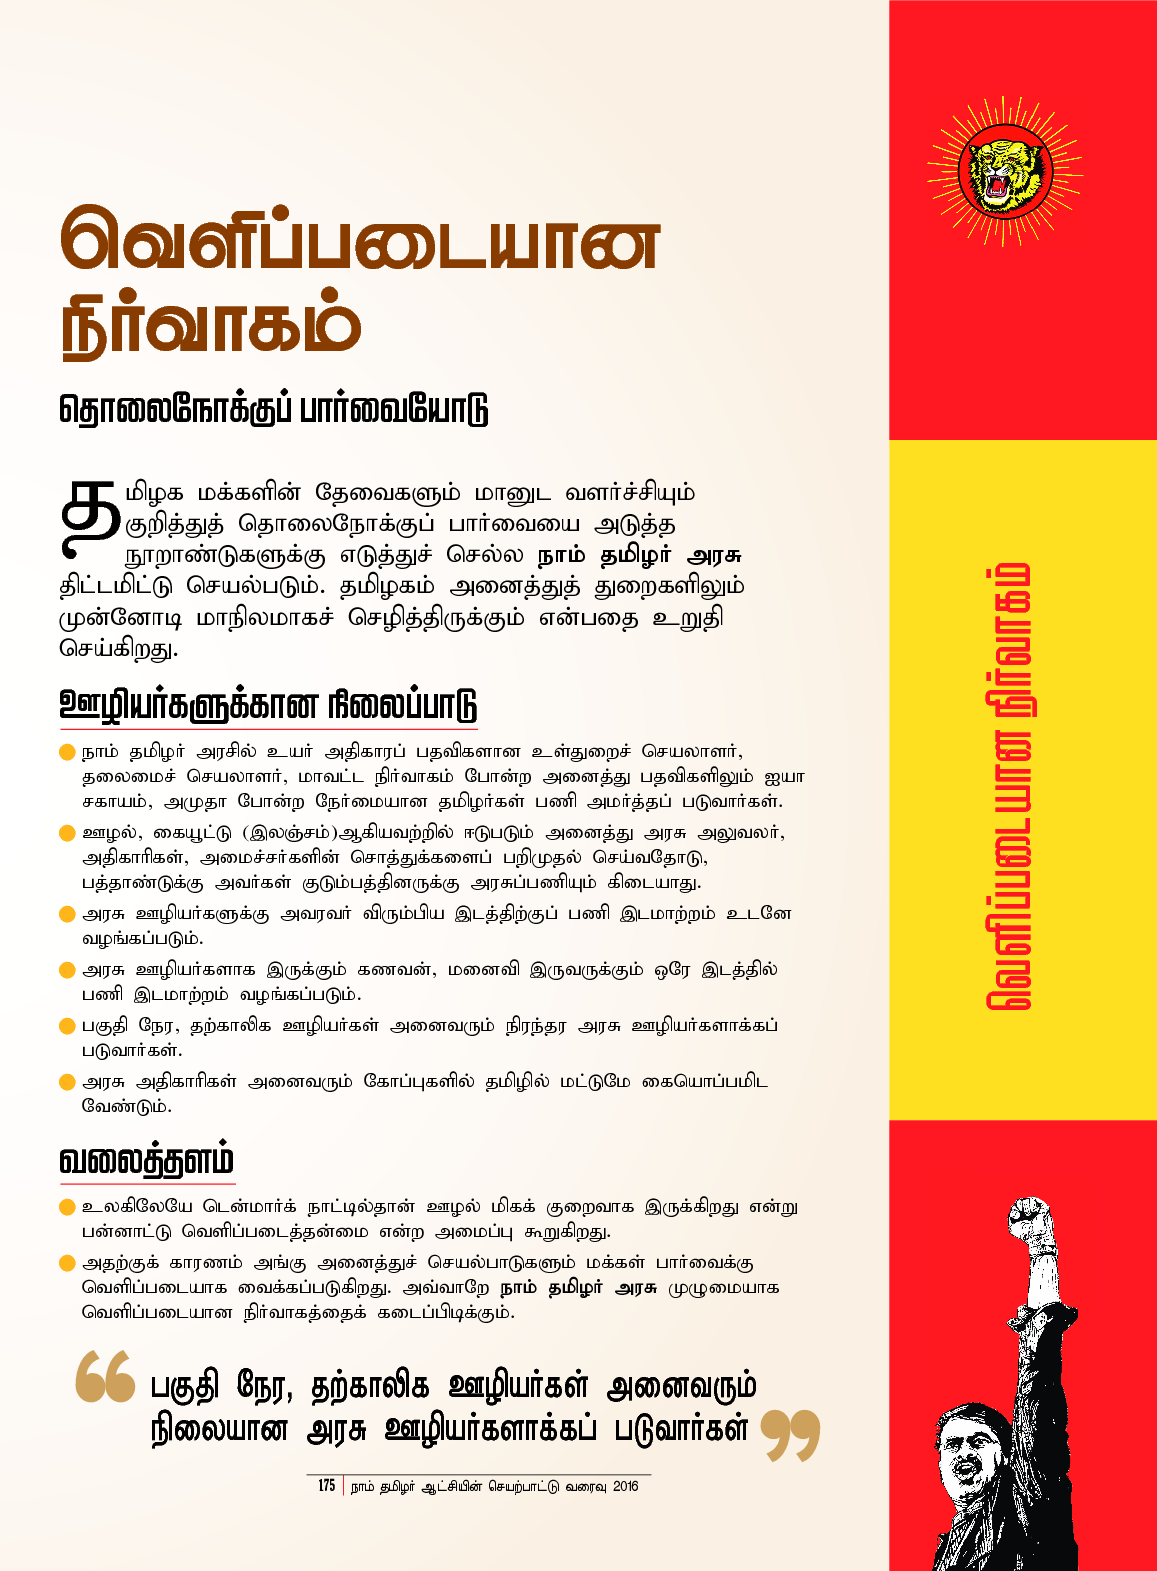 வெளிப்படையான
நிர்வாகம்
தொலைநோக்குப் பார்வையோடு
தமிழக மக்களின் தேவைகளும் மானுட வளர்ச்சியும்
குறித்துத் தொலைநோக்குப் பார்வையை அடுத்த
நூறாண்டுகளுக்கு எடுத்துச் செல்ல நாம் தமிழர் அரசு
திட்டமிட்டு செயல்படும். தமிழகம் அனைத்துத் துறைகளிலும்
முன்னோடி மாநிலமாகச் செழித்திருக்கும் என்பதை உறுதி
செய்கிறது.
ஊழியர்களுக்கான நிலைப்பாடு
நாம் தமிழர் அரசில் உயர் அதிகாரப் பதவிகளான உள்துறைச் செயலாளர்,
தலைமைச் செயலாளர், மாவட்ட நிர்வாகம் போன்ற அனைத்து பதவிகளிலும் ஐயா
சகாயம், அமுதா போன்ற நேர்மையான தமிழர்கள் பணி அமர்த்தப் படுவார்கள்.
ஊழல், கையூட்டு (இலஞ்சம்)ஆகியவற்றில் ஈடுபடும் அனைத்து அரசு அலுவலர்,
அதிகாரிகள், அமைச்சர்களின் சொத்துக்களைப் பறிமுதல் செய்வதோடு,
பத்தாண்டுக்கு அவர்கள் குடும்பத்தினருக்கு அரசுப்பணியும் கிடையாது.
அரசு ஊழியர்களுக்கு அவரவர் விரும்பிய இடத்திற்குப் பணி இடமாற்றம் உடனே
வழங்கப்படும்.
அரசு ஊழியர்களாக இருக்கும் கணவன், மனைவி இருவருக்கும் ஒரே இடத்தில்
பணி இடமாற்றம் வழங்கப்படும்.
பகுதி நேர, தற்காலிக ஊழியர்கள் அனைவரும் நிரந்தர அரசு ஊழியர்களாக்கப்
படுவார்கள்.
அரசு அதிகாரிகள் அனைவரும் கோப்புகளில் தமிழில் மட்டுமே கையொப்பமிட
வேண்டும்.
வலைத்தளம்
உலகிலேயே டென்மார்க் நாட்டில்தான் ஊழல் மிகக் குறைவாக இருக்கிறது என்று
பன்னாட்டு வெளிப்படைத்தன்மை என்ற அமைப்பு கூறுகிறது.
அதற்குக் காரணம் அங்கு அனைத்துச் செயல்பாடுகளும் மக்கள் பார்வைக்கு
வெளிப்படையாக வைக்கப்படுகிறது. அவ்வாறே நாம் தமிழர் அரசு முழுமையாக
வெளிப்படையான நிர்வாகத்தைக் கடைப்பிடிக்கும்.
“பகுதி நேர, தற்காலிக ஊழியர்கள் அனைவரும்
நிலையான அரசு ஊழியர்களாக்கப் படுவார்கள்”
175 நாம் தமிழர் ஆட்சியின் செயற்பாட்டு வரைவு 2016
வெளிப்படையான நிர்வாகம்